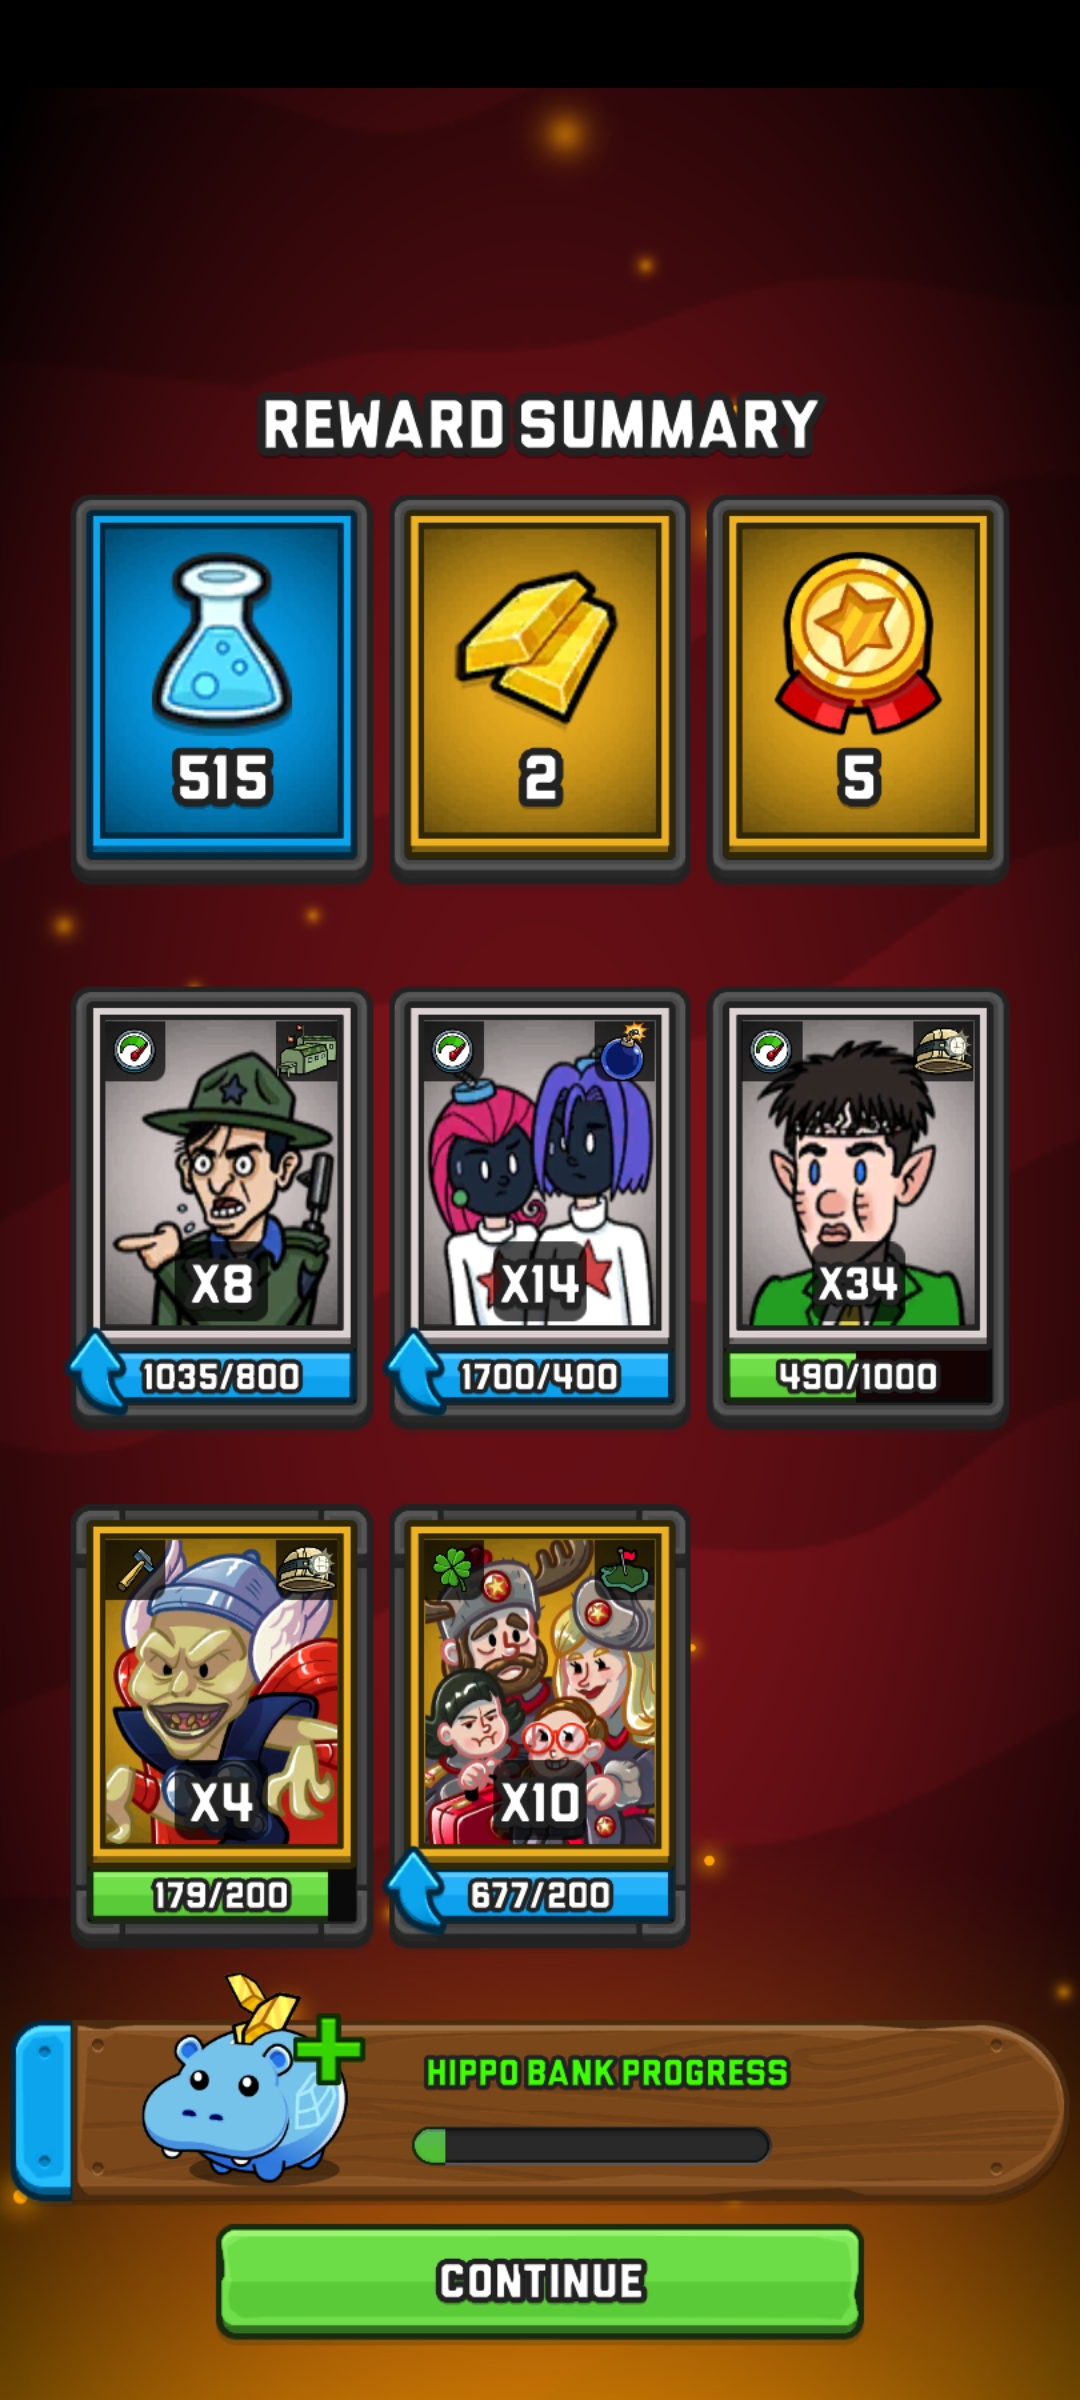 REWARD SUMMARY
515
2
5
X8
X14
X34
1035/800
1700/400
490/1000
X4
X10
179/200
677/200
HIPPO BANK PROGRESS
CONTINUE